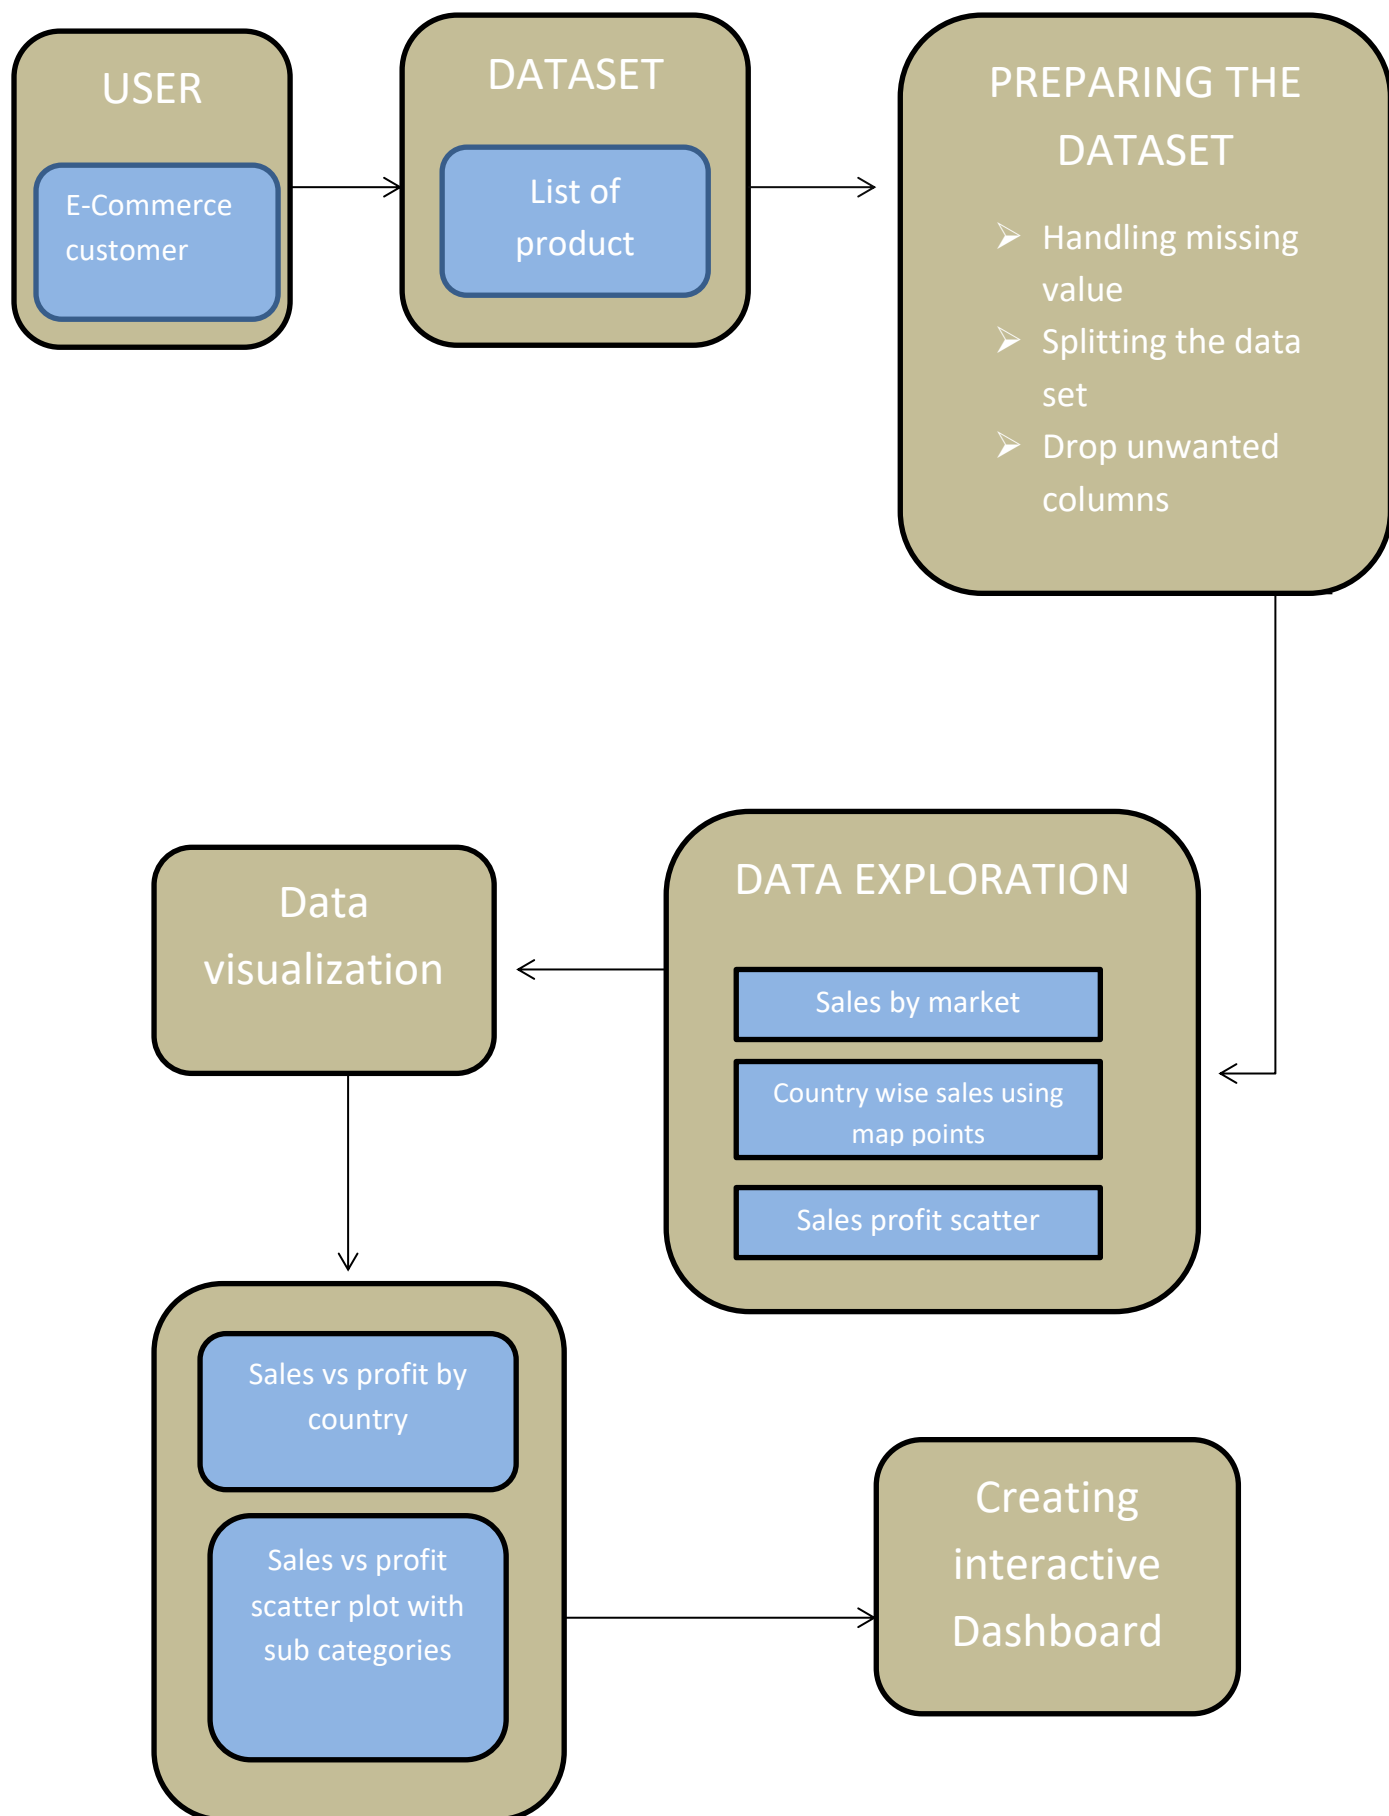 USER
E-Commerce
customer
DATASET
List of
product
PREPARING THE
DATASET
➢ Handling missing
value
➢ Splitting the data
set
➢ Drop unwanted
columns
DATA EXPLORATION
Sales by market
Country wise sales using
map points
Sales profit scatter
Data
visualization
Sales vs profit by
country
Sales vs profit
scatter plot with
sub categories
Creating
interactive
Dashboard